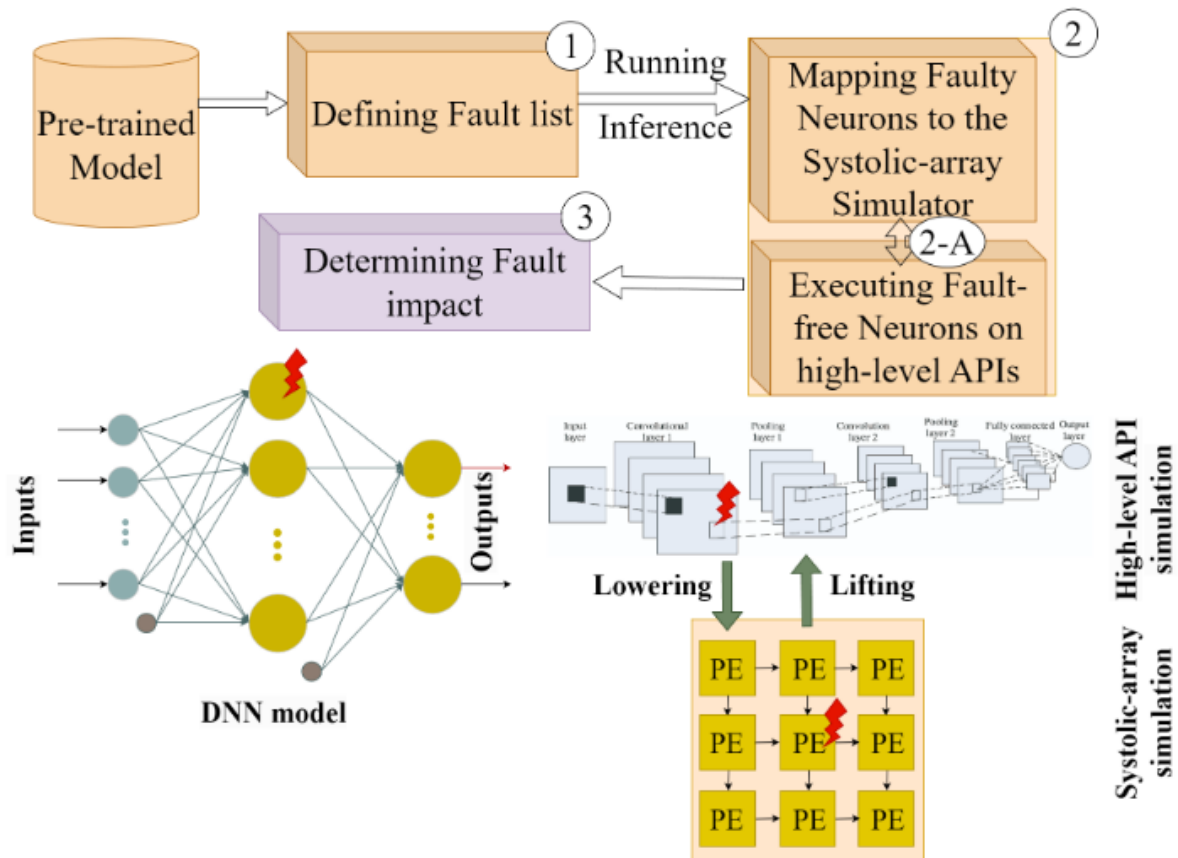 Pre-trained
Model
1
Defining Fault list
Running
Inference
2
Mapping Faulty
Neurons to the
Systolic-array
Simulator
2-A
Executing Fault-
free Neurons on
high-level APIs
3
Determining Fault
impact
Inputs
Outputs
DNN model
Input
layer
Convolutional
layer 1
Pooling
layer 1
Convolution
layer 2
Pooling
layer 2
Fully connected
layer
Output
layer
Lowering
Lifting
High-level API
simulation
PE PE PE
PE PE PE
PE PE PE
Systolic-array
simulation